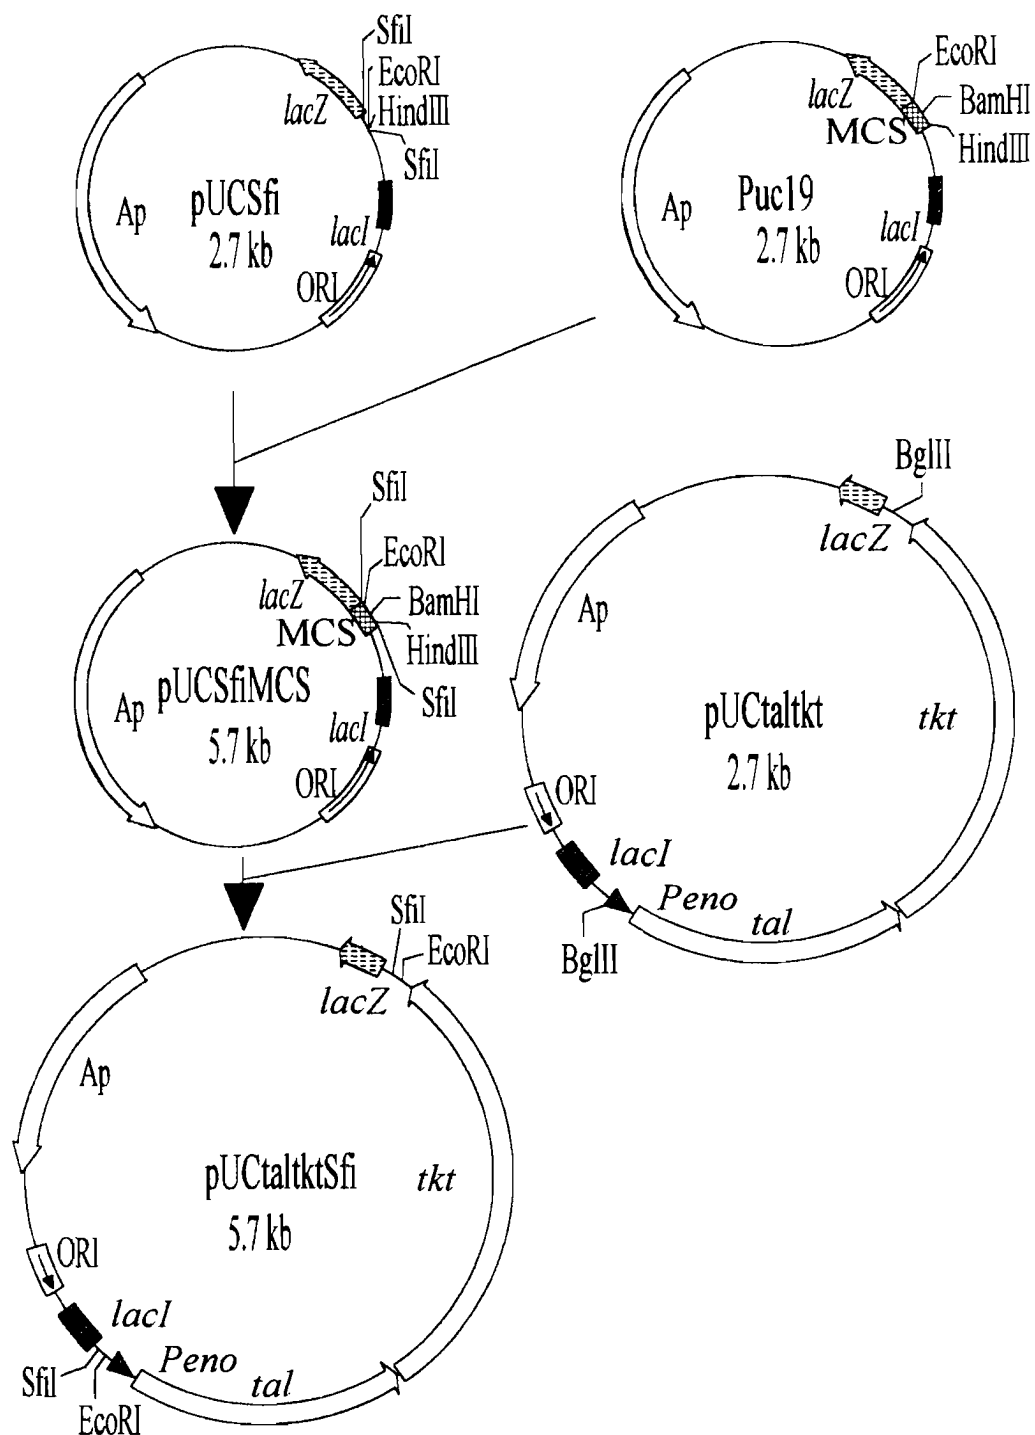 SfiI
EcoRI
HindIII
SfiI
lacZ
Ap
pUCSfi
2.7 kb
lacI
ORI
EcoRI
BamHI
HindIII
lacZ
MCS
Ap
Puc19
2.7 kb
lacI
ORI
SfiI
EcoRI
BamHI
HindIII
SfiI
lacZ
MCS
Ap
pUCSfiMCS
5.7 kb
lacI
ORI
BglII
lacZ
Ap
pUCtaltkt
2.7 kb
tkt
ORI
lacI
Peno
tal
BglII
SfiI
EcoRI
lacZ
Ap
pUCtaltktSfi
5.7 kb
tkt
ORI
lacI
Peno
tal
SfiI
EcoRI